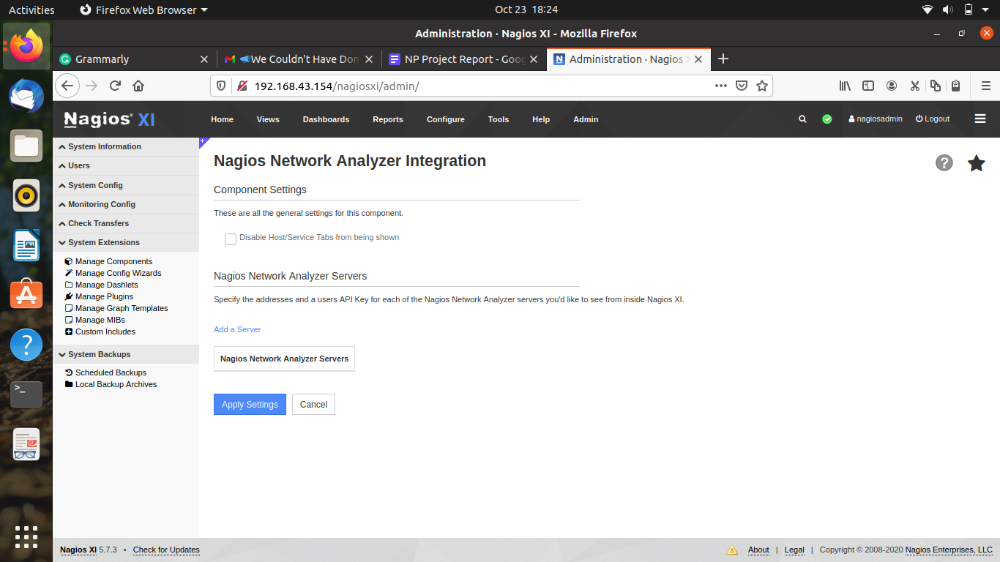 Activities
Firefox Web Browser
Oct 23 18:24
Administration · Nagios XI - Mozilla Firefox
Grammarly
We Couldn't Have Don
NP Project Report - Goog
Administration · Nagios X
192.168.43.154/nagiosxi/admin/
Nagios® XI
Home
Views
Dashboards
Reports
Configure
Tools
Help
Admin
nagiosadmin
Logout
System Information
Users
System Config
Monitoring Config
Check Transfers
System Extensions
Manage Components
Manage Config Wizards
Manage Dashlets
Manage Plugins
Manage Graph Templates
Manage MIBs
Custom Includes
System Backups
Scheduled Backups
Local Backup Archives
Nagios Network Analyzer Integration
Component Settings
These are all the general settings for this component.
Disable Host/Service Tabs from being shown
Nagios Network Analyzer Servers
Specify the addresses and a users API Key for each of the Nagios Network Analyzer servers you'd like to see from inside Nagios XI.
Add a Server
Nagios Network Analyzer Servers
Apply Settings
Cancel
Nagios XI 5.7.3 • Check for Updates
About | Legal | Copyright © 2008-2020 Nagios Enterprises, LLC